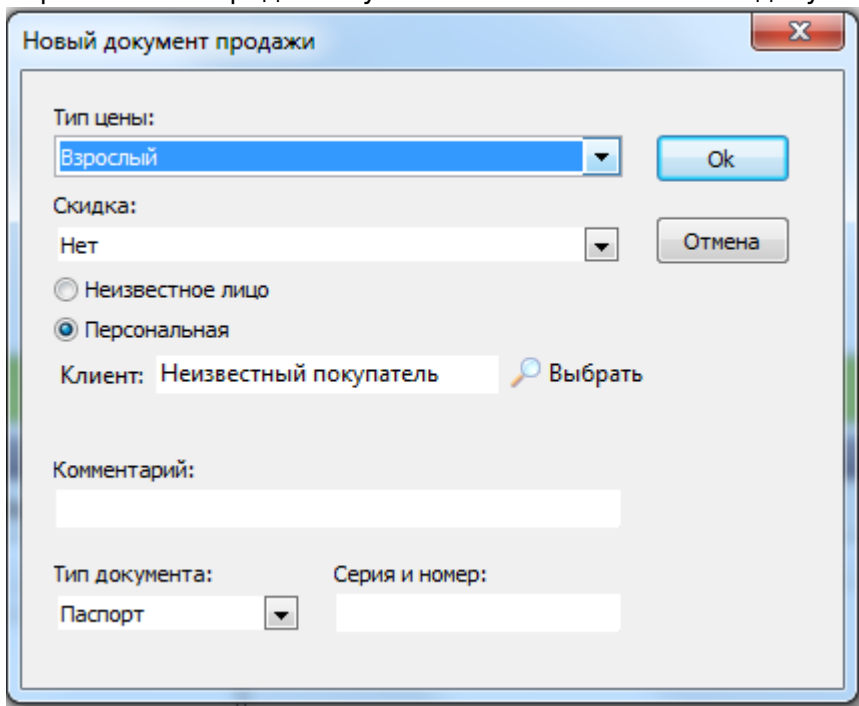 Новый документ продажи
Тип цены:
Взрослый
Ok
Скидка:
Нет
Отмена
Неизвестное лицо
Персональная
Клиент: Неизвестный покупатель Выбрать
Комментарий:
Тип документа: Серия и номер:
Паспорт